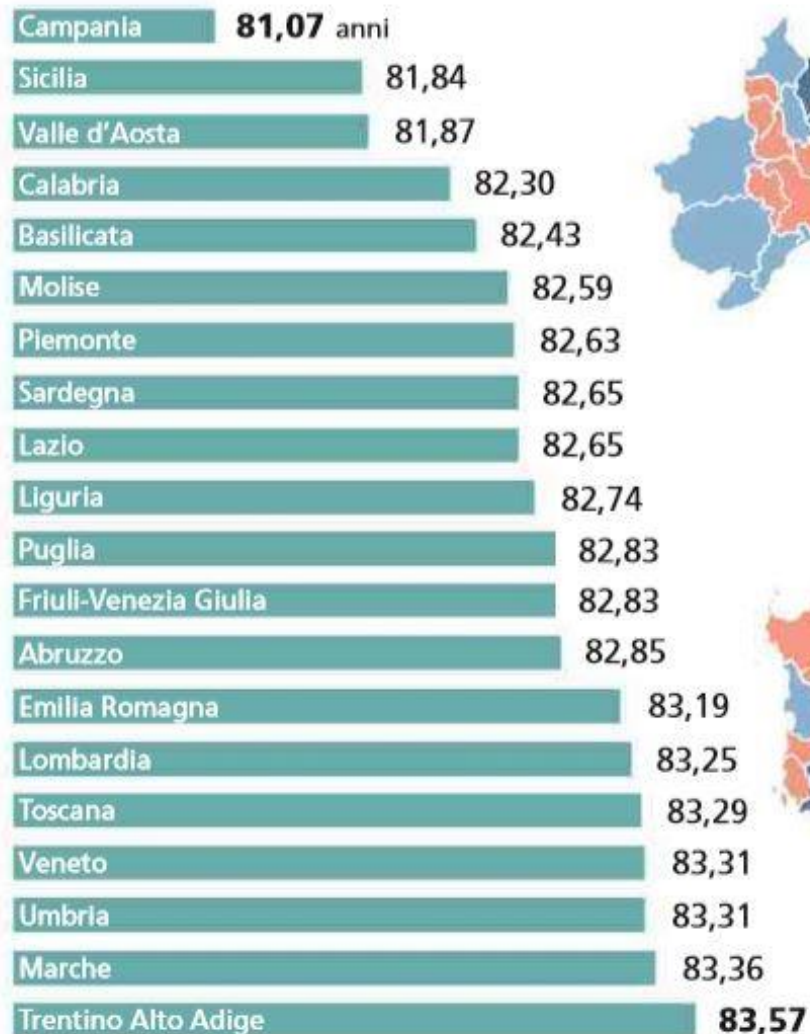 Campania 81,07 anni
Sicilia 81,84
Valle d'Aosta 81,87
Calabria 82,30
Basilicata 82,43
Molise 82,59
Piemonte 82,63
Sardegna 82,65
Lazio 82,65
Liguria 82,74
Puglia 82,83
Friuli-Venezia Giulia 82,83
Abruzzo 82,85
Emilia Romagna 83,19
Lombardia 83,25
Toscana 83,29
Veneto 83,31
Umbria 83,31
Marche 83,36
Trentino Alto Adige 83,57